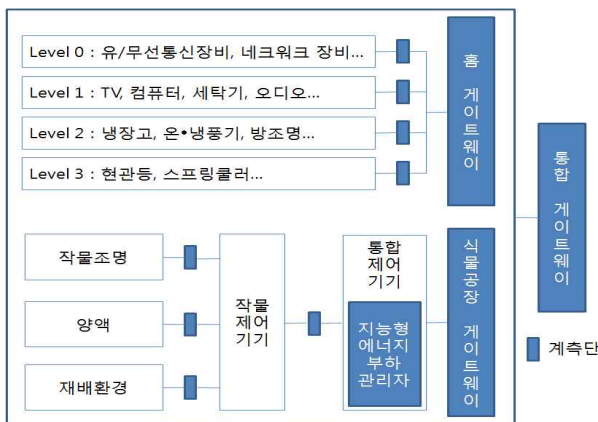 Level 0 : 유/무선통신장비, 네크워크 장비...
Level 1 : TV, 컴퓨터, 세탁기, 오디오...
Level 2 : 냉장고, 온•냉풍기, 방조명...
Level 3 : 현관등, 스프링쿨러...
홈 게이트웨이
통합 게이트웨이
작물조명
양액
재배환경
작물
제어
기기
통합
제어
기기
지능형
에너지
부하
관리자
식물공장 게이트웨이
계측단